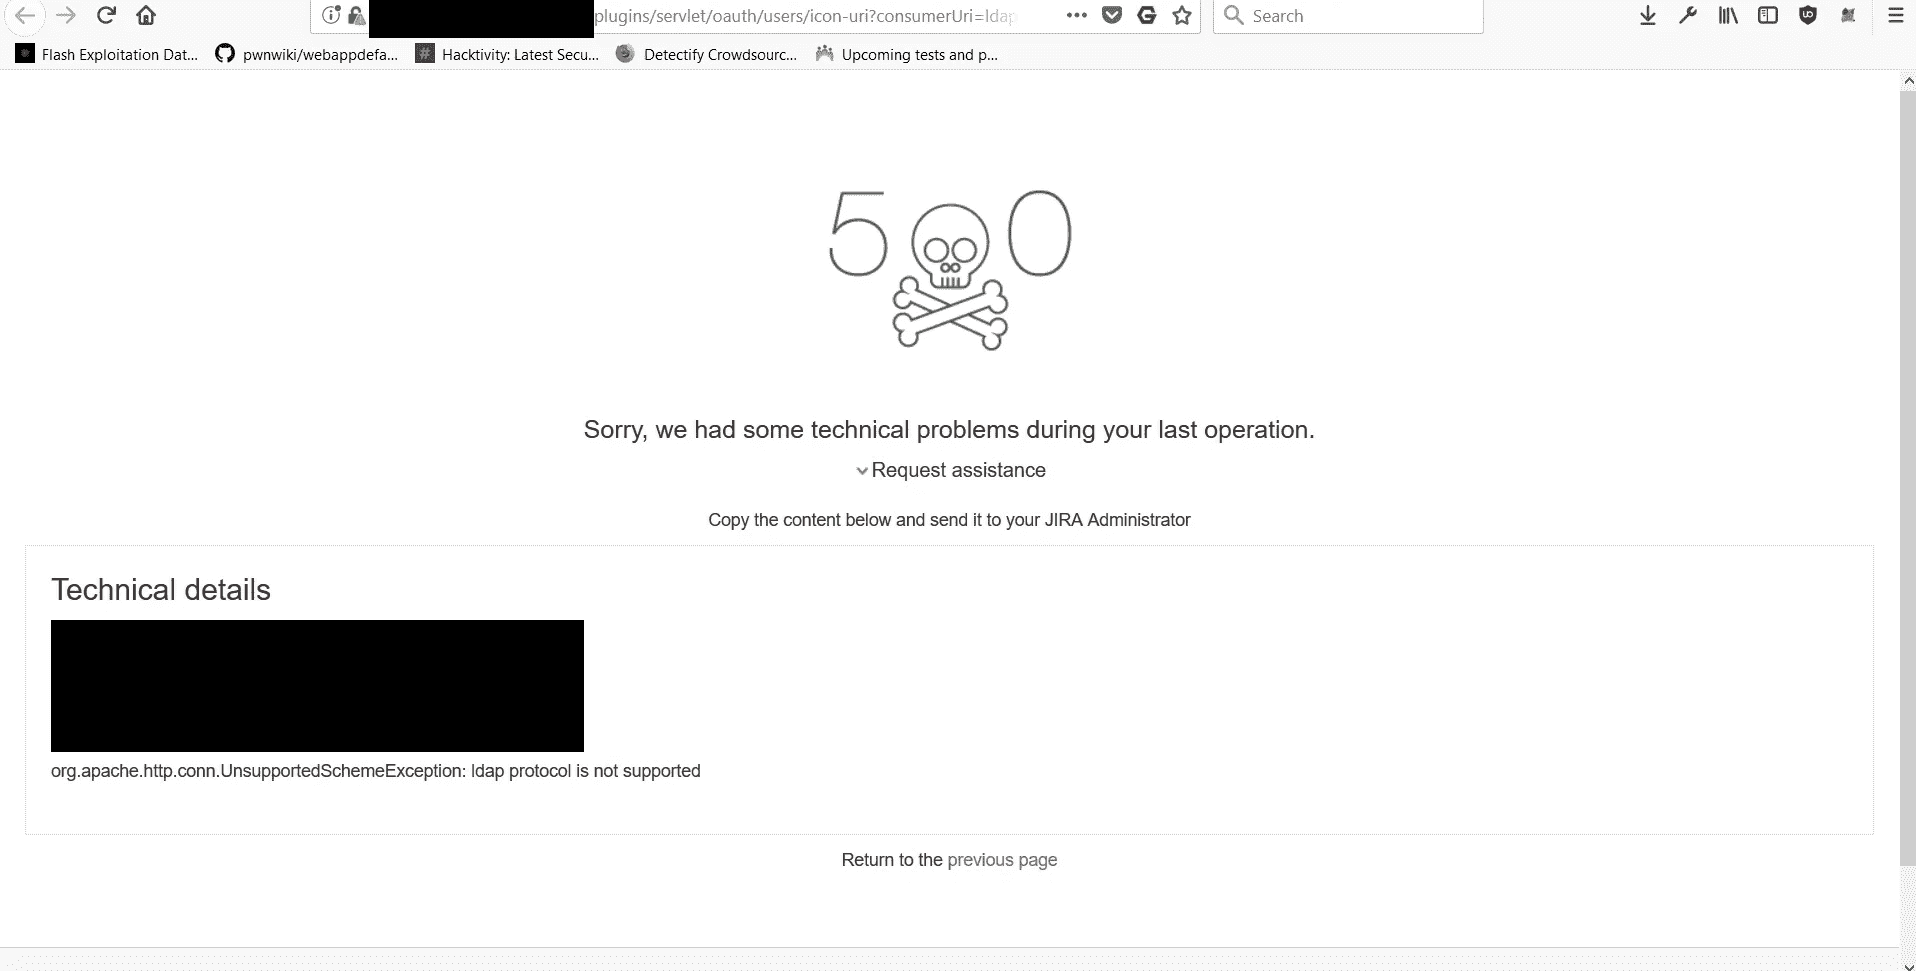 plugins/servlet/oauth/users/icon-uri?consumerUri=ldap
Search
Flash Exploitation Dat...
pwnwiki/webappdefa...
Hacktivity: Latest Secu...
Detectify Crowdsourc...
Upcoming tests and p...
500
Sorry, we had some technical problems during your last operation.
Request assistance
Copy the content below and send it to your JIRA Administrator
Technical details
org.apache.http.conn.UnsupportedSchemeException: ldap protocol is not supported
Return to the previous page